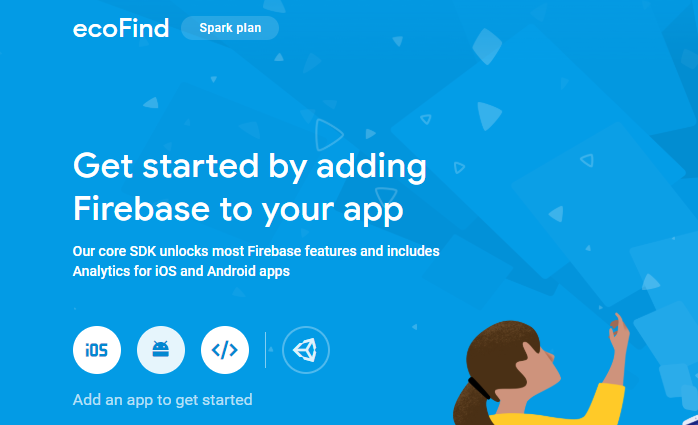 ecoFind Spark plan
Get started by adding
Firebase to your app
Our core SDK unlocks most Firebase features and includes
Analytics for iOS and Android apps
iOS </>
Add an app to get started